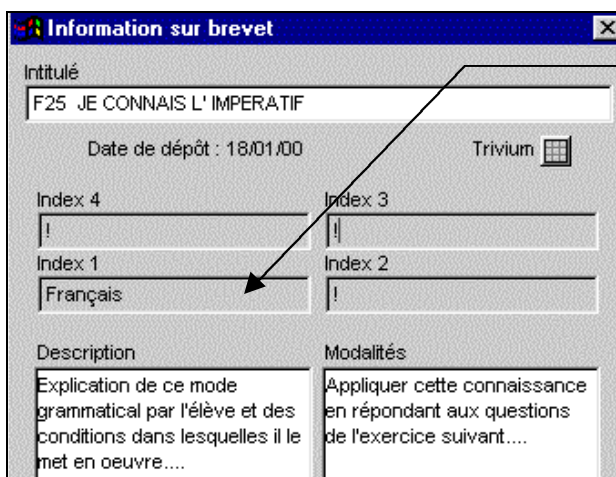 Information sur brevet
Intitulé
F25 JE CONNAIS L' IMPERATIF
Date de dépôt : 18/01/00 Trivium
Index 4 Index 3
! !
Index 1 Index 2
Français !
Description
Explication de ce mode
grammatical par l'élève et des
conditions dans lesquelles il le
met en oeuvre....
Modalités
Appliquer cette connaissance
en répondant aux questions
de l'exercice suivant....